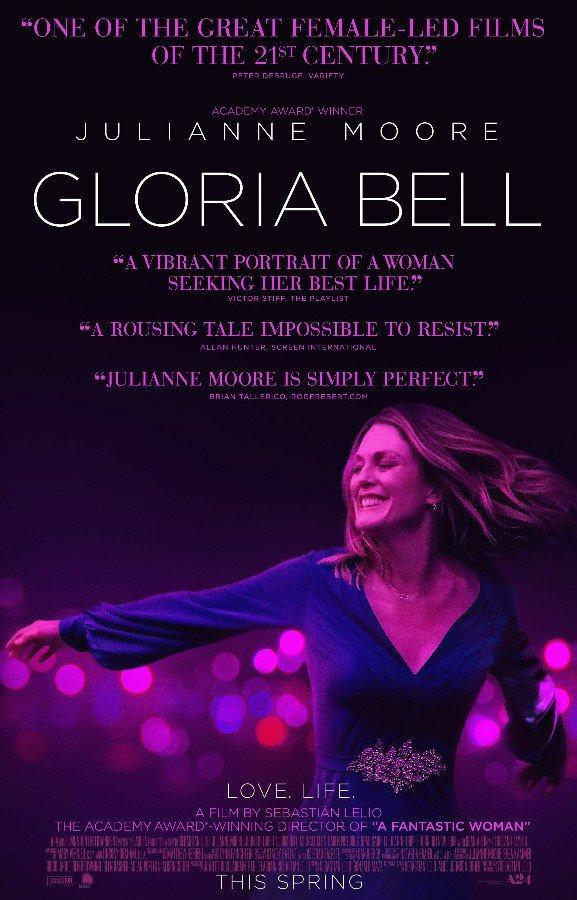 “ONE OF THE GREAT FEMALE-LED FILMS
OF THE 21ST CENTURY.”
PETER DEBRUGE, VARIETY
ACADEMY AWARD® WINNER
JULIANNE MOORE
GLORIA BELL
“A VIBRANT PORTRAIT OF A WOMAN
SEEKING HER BEST LIFE.”
VICTOR STIFF, THE PLAYLIST
“A ROUSING TALE IMPOSSIBLE TO RESIST.”
ALLAN HUNTER, SCREEN INTERNATIONAL
“JULIANNE MOORE IS SIMPLY PERFECT.”
BRIAN TALLERICO, ROGEREBERT.COM
LOVE. LIFE.
A FILM BY SEBASTIÁN LELIO
THE ACADEMY AWARD®-WINNING DIRECTOR OF “A FANTASTIC WOMAN”
THIS SPRING
A24